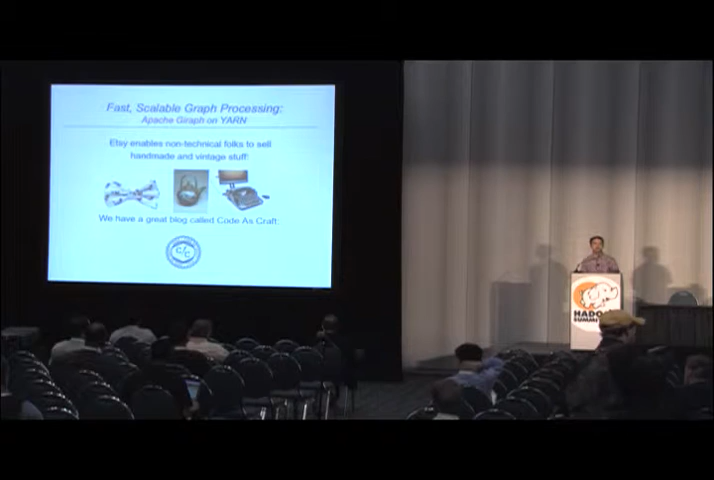 Fast, Scalable Graph Processing:
Apache Giraph on YARN
Etsy enables non-technical folks to sell
handmade and vintage stuff:
We have a great blog called Code As Craft:
C/C
HADOOP
SUMMIT